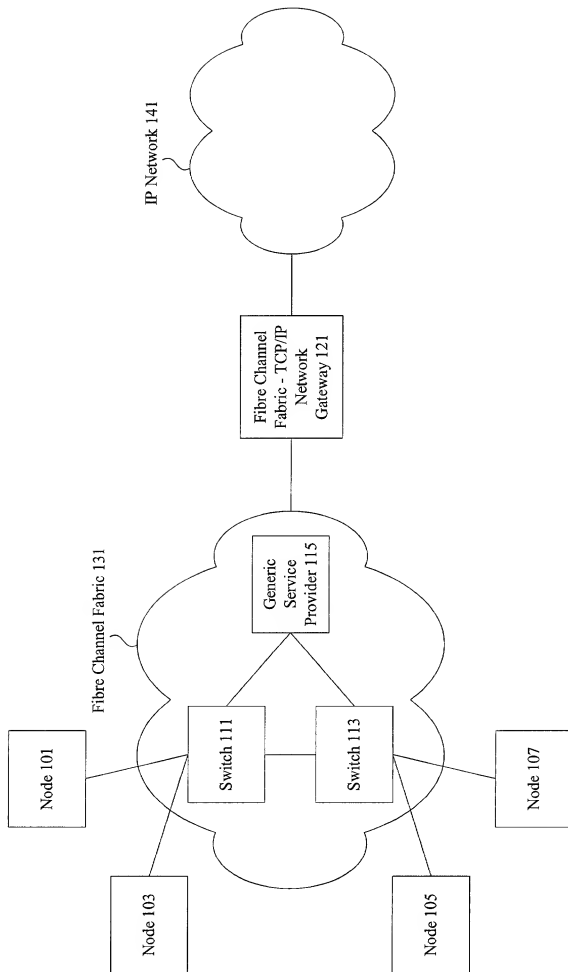 Node 101
Node 103
Fibre Channel Fabric 131
Switch 111
Switch 113
Generic
Service
Provider 115
Node 105
Node 107
Fibre Channel
Fabric - TCP/IP
Network
Gateway 121
IP Network 141